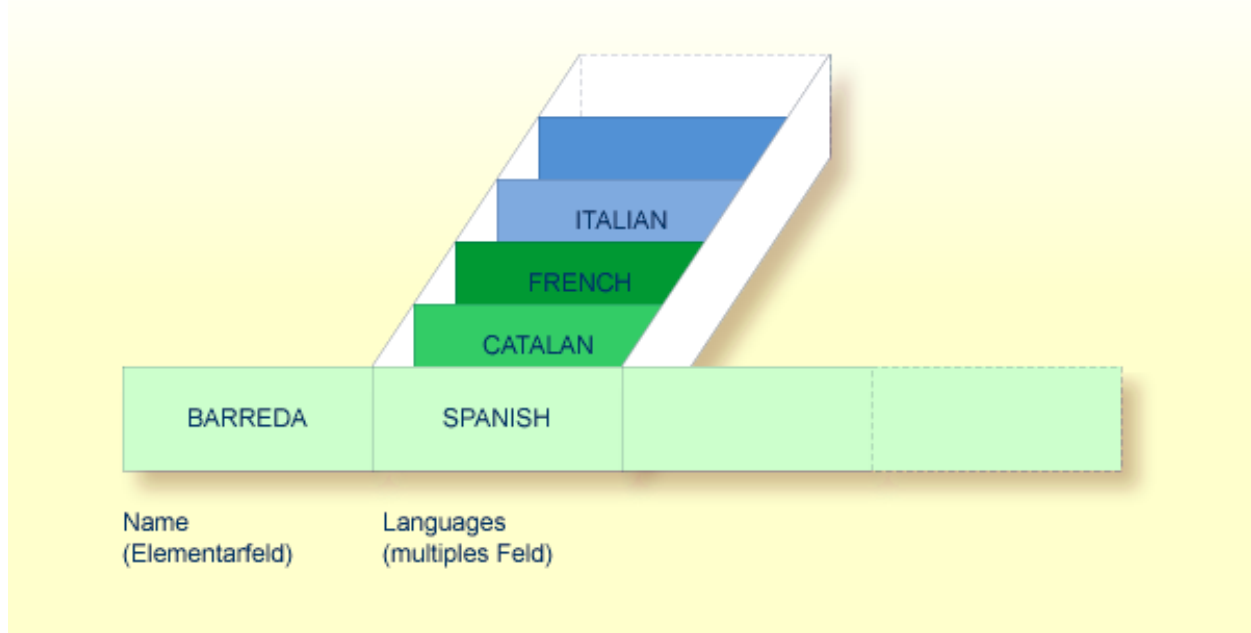 ITALIAN
FRENCH
CATALAN
BARREDA
SPANISH
Name
(Elementarfeld)
Languages
(multiples Feld)